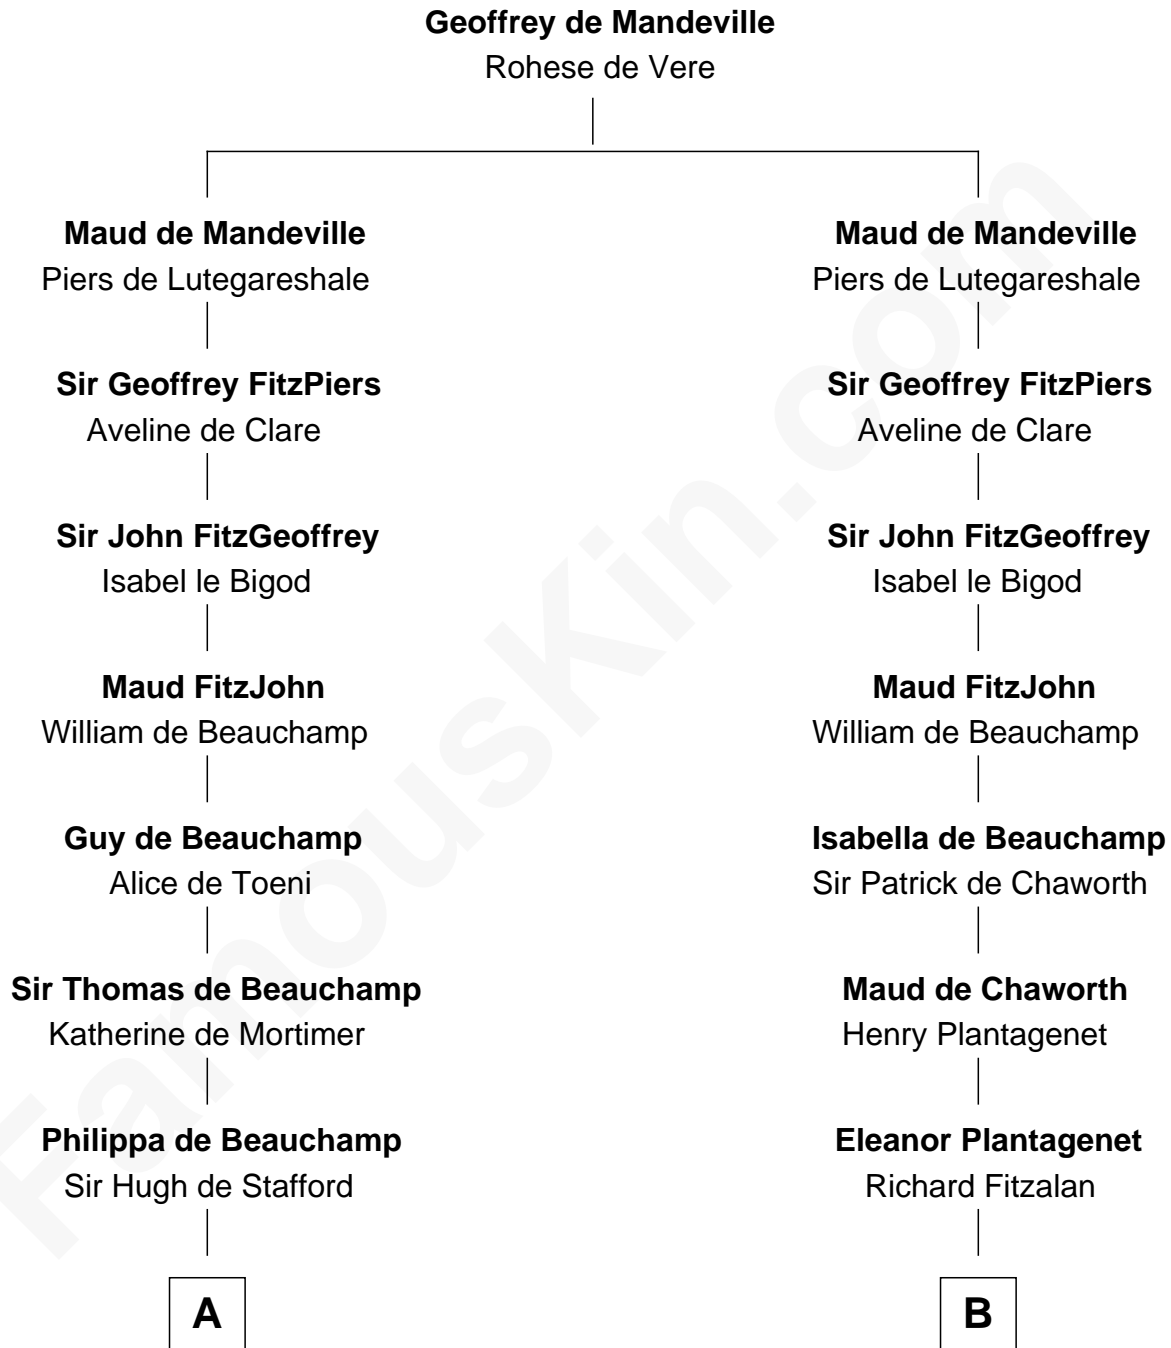 Geoffrey de Mandeville
Rohese de Vere
Maud de Mandeville
Piers de Lutegareshale
Maud de Mandeville
Piers de Lutegareshale
Sir Geoffrey FitzPiers
Aveline de Clare
Sir Geoffrey FitzPiers
Aveline de Clare
Sir John FitzGeoffrey
Isabel le Bigod
Sir John FitzGeoffrey
Isabel le Bigod
Maud FitzJohn
William de Beauchamp
Maud FitzJohn
William de Beauchamp
Guy de Beauchamp
Alice de Toeni
Isabella de Beauchamp
Sir Patrick de Chaworth
Sir Thomas de Beauchamp
Katherine de Mortimer
Maud de Chaworth
Henry Plantagenet
Philippa de Beauchamp
Sir Hugh de Stafford
Eleanor Plantagenet
Richard Fitzalan
A
B
FamousKin.com